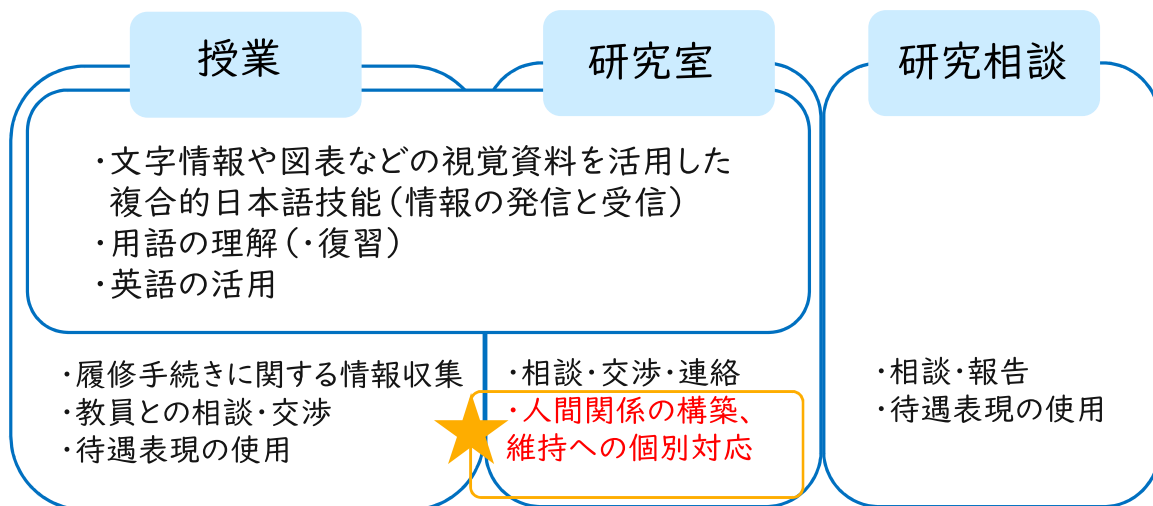 授業
研究室
研究相談
・文字情報や図表などの視覚資料を活用した
複合的日本語技能(情報の発信と受信)
・用語の理解(・復習)
・英語の活用
・履修手続きに関する情報収集
・教員との相談・交渉
・待遇表現の使用
・相談・交渉・連絡
・人間関係の構築、
維持への個別対応
・相談・報告
・待遇表現の使用